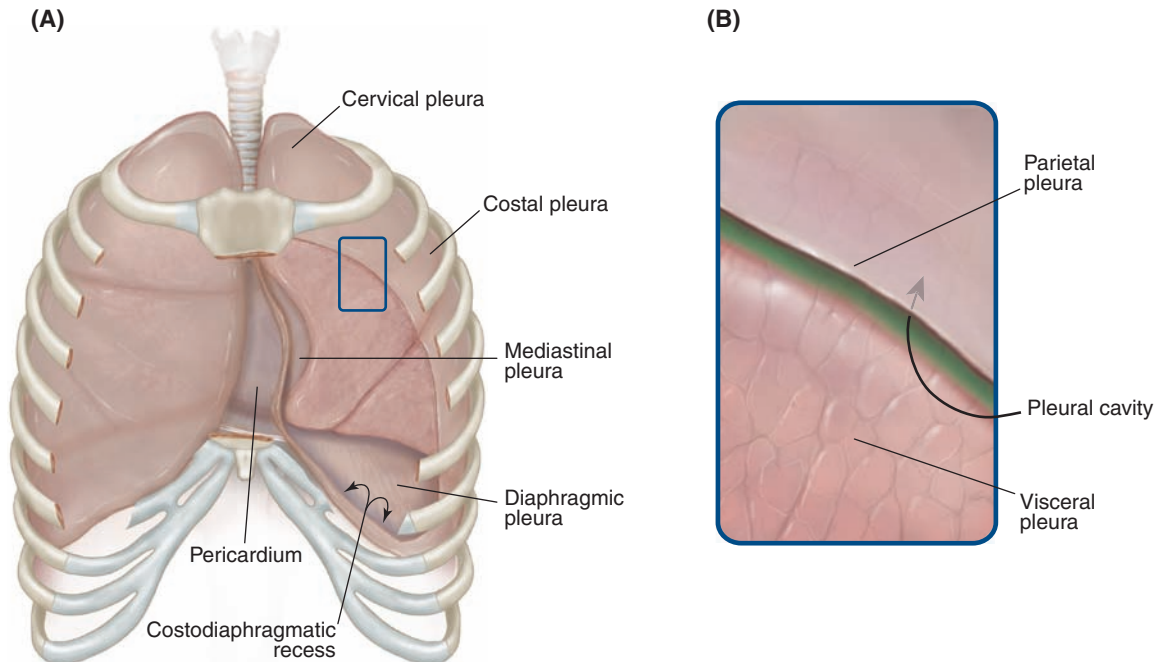 (A)
Cervical pleura
Costal pleura
Mediastinal
pleura
Diaphragmic
pleura
Pericardium
Costodiaphragmatic
recess
(B)
Parietal
pleura
Pleural cavity
Visceral
pleura